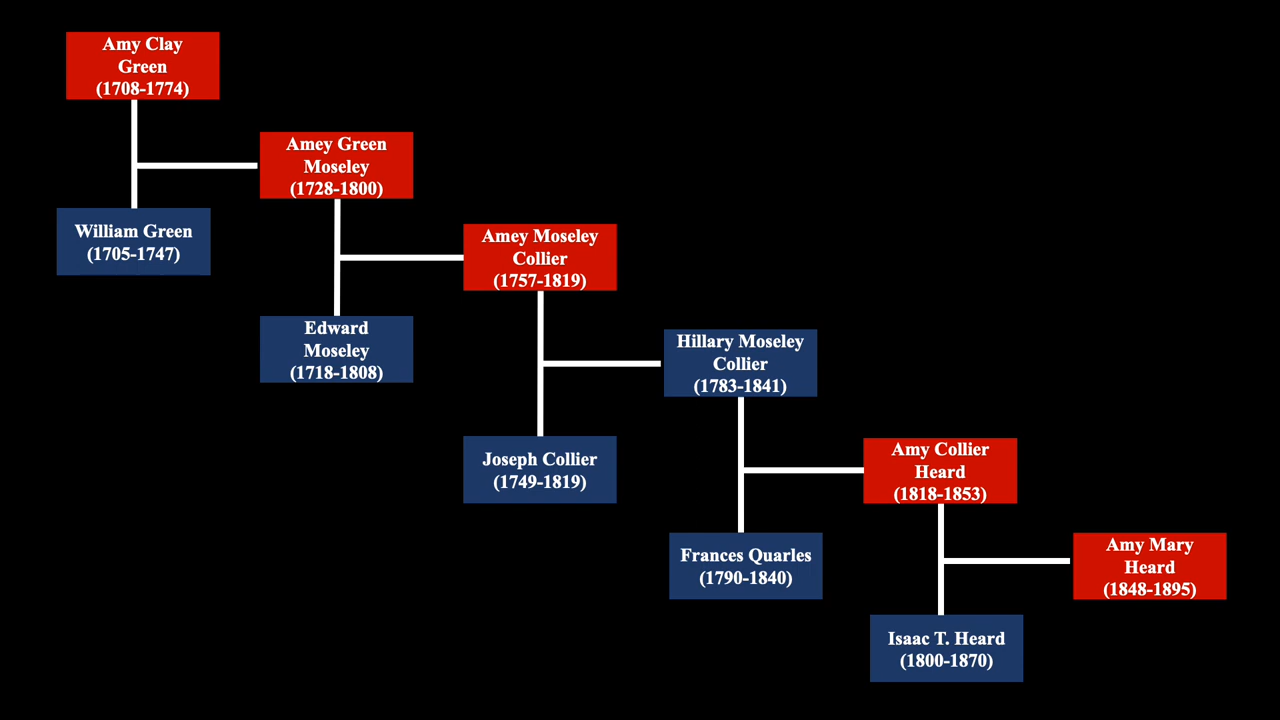 Amy Clay
Green
(1708-1774)
Amey Green
Moseley
(1728-1800)
William Green
(1705-1747)
Amey Moseley
Collier
(1757-1819)
Edward
Moseley
(1718-1808)
Hillary Moseley
Collier
(1783-1841)
Joseph Collier
(1749-1819)
Amy Collier
Heard
(1818-1853)
Frances Quarles
(1790-1840)
Amy Mary
Heard
(1848-1895)
Isaac T. Heard
(1800-1870)